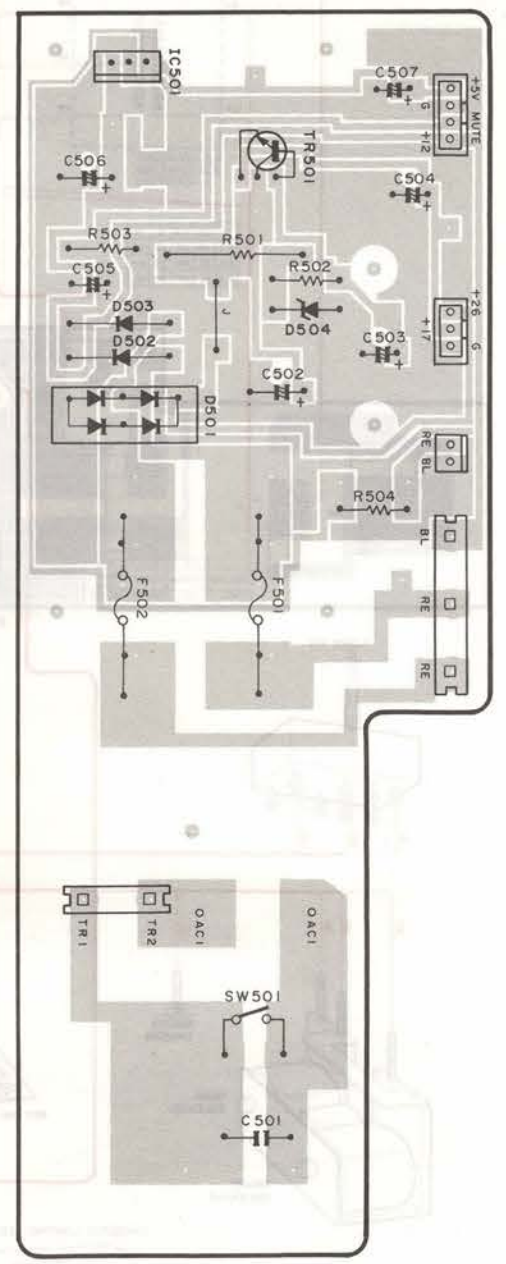 IC501
C507
+5V MUTE
G
+12
TR501
C506
C504
R503
R501
R502
C505
D503
J
D504
D502
C503
+26
+17
G
C502
D501
RE
BL
R504
BL
F502
F501
RE
RE
TR1
TR2
OAC1
OAC1
SW501
C501